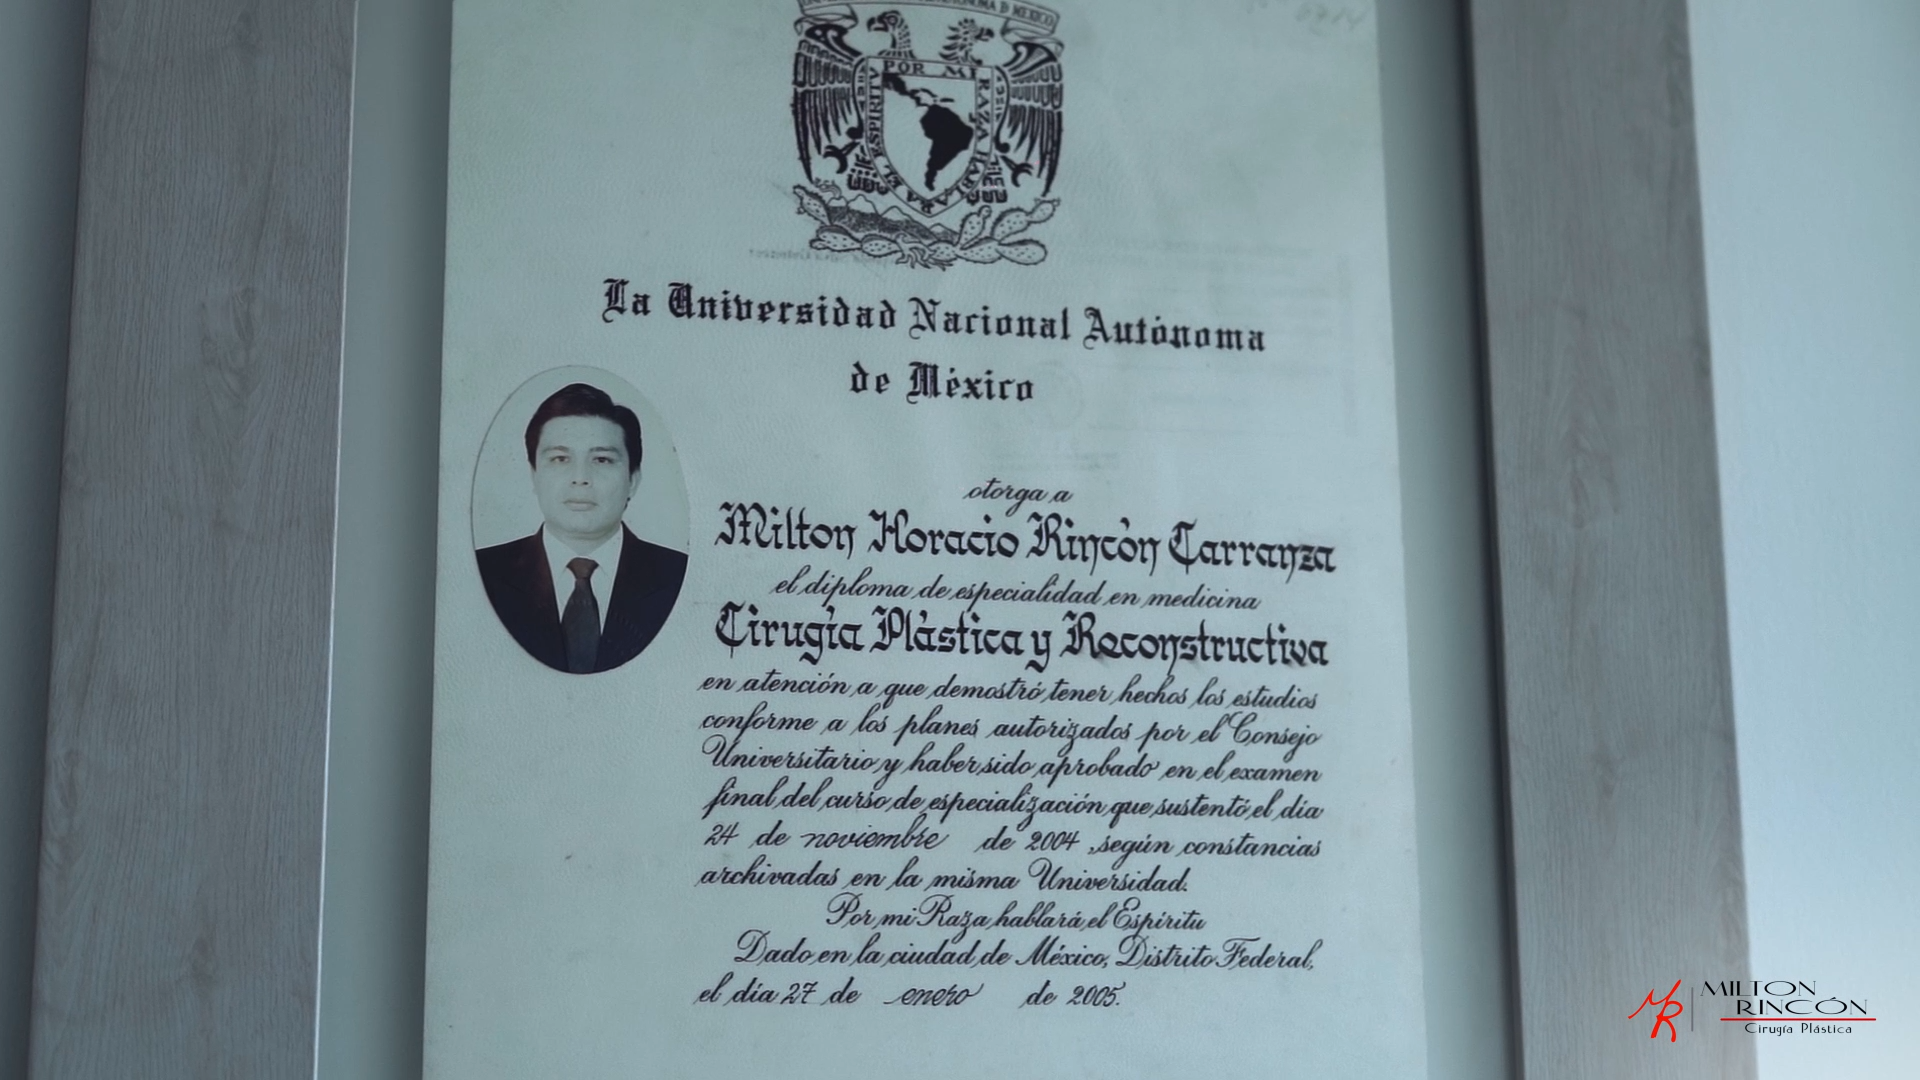 POR MI RAZA HABLARA EL ESPIRITU
La Universidad Nacional Autónoma
de México
otorga a
Milton Horacio Rincón Carranza
el diploma de especialidad en medicina
Cirugía Plástica y Reconstructiva
en atención a que demostró tener hechos los estudios
conforme a los planes autorizados por el Consejo
Universitario y haber sido aprobado en el examen
final del curso de especialización que sustentó el día
24 de noviembre de 2004, según constancias
archivadas en la misma Universidad.
Por mi Raza hablará el Espíritu
Dado en la ciudad de México, Distrito Federal,
el día 27 de enero de 2005.
MR
MILTON
RINCÓN
Cirugía Plástica